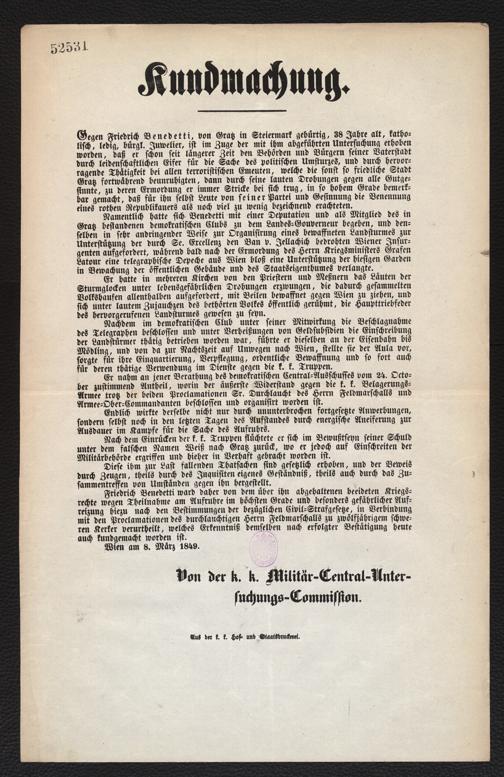 52531
Kundmachung.
Gegen Friedrich Benedetti, von Gratz in Steiermark gebürtig, 38 Jahre alt, katho-
lisch, ledig, bürgl. Juwelier, ist im Zuge der mit ihm abgeführten Untersuchung erhoben
worden, daß er schon seit längerer Zeit den Behörden und Bürgern seiner Vaterstadt
durch leidenschaftlichen Eifer für die Sache des politischen Umsturzes, und durch hervor-
ragende Thätigkeit bei allen terroristischen Emeuten, welche die sonst so friedliche Stadt
Gratz fortwährend beunruhigten, dann durch seine lauten Drohungen gegen alle Gutge-
sinnte, zu deren Ermordung er immer Stricke bei sich trug, in so hohem Grade bemerk-
bar gemacht, daß für ihn selbst Leute von seiner Partei und Gesinnung die Benennung
eines rothen Republikaners als noch viel zu wenig bezeichnend erachteten.
Namentlich hatte sich Benedetti mit einer Deputation und als Mitglied des in
Gratz bestandenen demokratischen Clubs zu dem Landes-Gouverneur begeben, und den-
selben in sehr andringender Weise zur Organisirung eines bewaffneten Landsturmes zur
Unterstützung der durch Se. Excellenz den Ban v. Jellachich bedrohten Wiener Insur-
genten aufgefordert, während bald nach der Ermordung des Herrn Kriegsministers Grafen
Latour eine telegraphische Depeche aus Wien bloß eine Unterstützung der hiesigen Garden
in Bewachung der öffentlichen Gebäude und des Staatseigenthumes verlangte.
Er hatte in mehreren Kirchen von den Priestern und Meßnern das Läuten der
Sturmglocken unter lebensgefährlichen Drohungen erzwungen, die dadurch gesammelten
Volkshaufen allenthalben aufgefordert, mit Beilen bewaffnet gegen Wien zu ziehen, und
sich unter lautem Zujauchzen des bethörten Volkes öffentlich gerühmt, die Haupttriebfeder
des hervorgerufenen Landsturmes gewesen zu seyn.
Nachdem im demokratischen Club unter seiner Mitwirkung die Beschlagnahme
des Telegraphen beschlossen und unter Verheißungen von Geldsubsidien die Einschreibung
der Landstürmer thätig betrieben worden war, führte er dieselben an der Eisenbahn bis
Mödling, und von da zur Nachtszeit auf Umwegen nach Wien, stellte sie der Aula vor,
sorgte für ihre Einquartierung, Verpflegung, ordentliche Bewaffnung und so fort auch
für deren thätige Verwendung im Dienste gegen die k. k. Truppen.
Er nahm an jener Berathung des demokratischen Central-Ausschusses vom 24. Octo-
ber zustimmend Antheil, worin der äußerste Widerstand gegen die k. k. Belagerungs-
Armee trotz der beiden Proclamationen Sr. Durchlaucht des Herrn Feldmarschalls und
Armee-Ober-Commandanten beschlossen und organisirt worden ist.
Endlich wirkte derselbe nicht nur durch ununterbrochen fortgesetzte Anwerbungen,
sondern selbst noch in den letzten Tagen des Aufstandes durch energische Aneiferung zur
Ausdauer im Kampfe für die Sache des Aufruhrs.
Nach dem Einrücken der k. k. Truppen flüchtete er sich im Bewußtseyn seiner Schuld
unter dem falschen Namen Weiß nach Gratz zurück, wo er jedoch auf Einschreiten der
Militärbehörde ergriffen und hieher in Verhaft gebracht worden ist.
Diese ihm zur Last fallenden Thatsachen sind gesetzlich erhoben, und der Beweis
durch Zeugen, theils durch des Inquisiten eigenes Geständniß, theils auch durch das Zu-
sammentreffen von Umständen gegen ihn hergestellt.
Friedrich Benedetti ward daher von dem über ihn abgehaltenen beeideten Kriegs-
rechte wegen Theilnahme am Aufruhre im höchsten Grade und besonders gefährlicher Auf-
reizung hiezu nach den Bestimmungen der bezüglichen Civil-Strafgesetze, in Verbindung
mit den Proclamationen des durchlauchtigen Herrn Feldmarschalls zu zwölfjährigem schwe-
ren Kerker verurtheilt, welches Erkenntniß demselben nach erfolgter Bestätigung heute
auch kundgemacht worden ist.
Wien am 8. März 1849.
Von der k. k. Militär-Central-Unter-
suchungs-Commission.
Aus der k. k. Hof- und Staatsdruckerei.